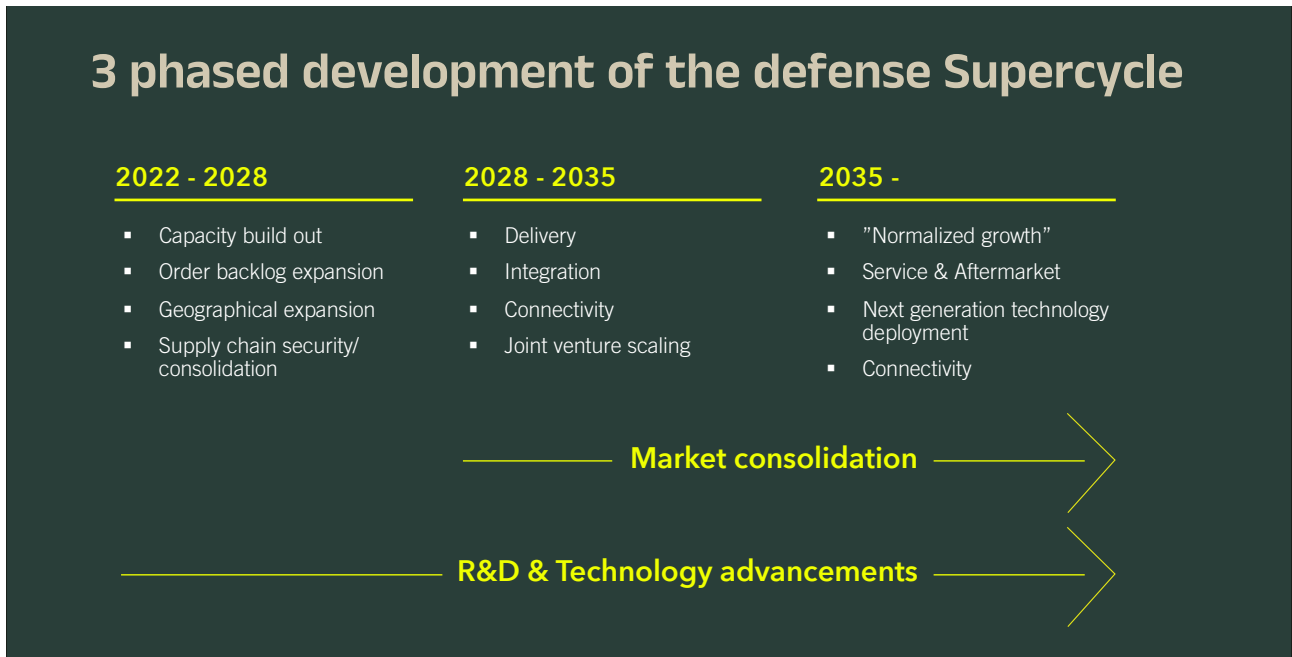 3 phased development of the defense Supercycle
2022 - 2028
▪ Capacity build out
▪ Order backlog expansion
▪ Geographical expansion
▪ Supply chain security/
consolidation
2028 - 2035
▪ Delivery
▪ Integration
▪ Connectivity
▪ Joint venture scaling
2035 -
▪ ”Normalized growth”
▪ Service & Aftermarket
▪ Next generation technology
deployment
▪ Connectivity
Market consolidation
R&D & Technology advancements